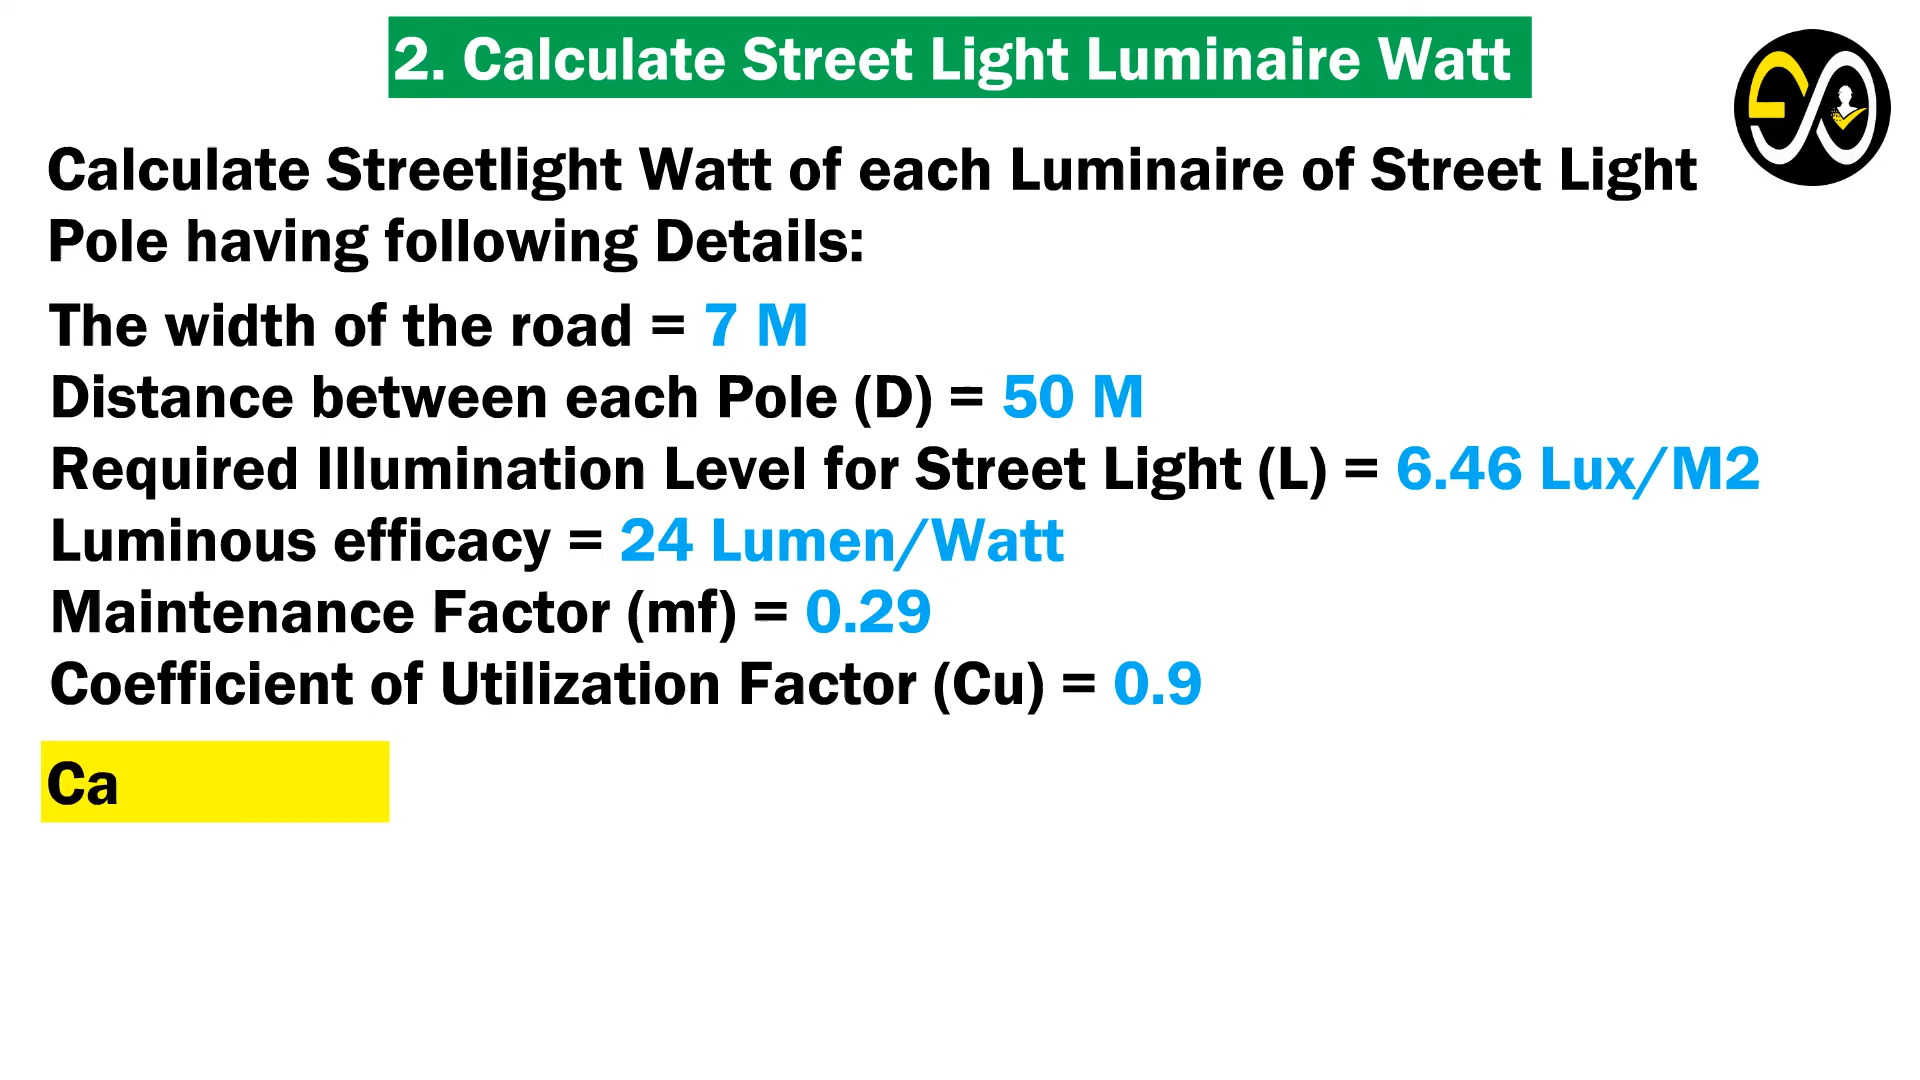 2. Calculate Street Light Luminaire Watt
Calculate Streetlight Watt of each Luminaire of Street Light
Pole having following Details:
The width of the road = 7 M
Distance between each Pole (D) = 50 M
Required Illumination Level for Street Light (L) = 6.46 Lux/M2
Luminous efficacy = 24 Lumen/Watt
Maintenance Factor (mf) = 0.29
Coefficient of Utilization Factor (Cu) = 0.9
Ca